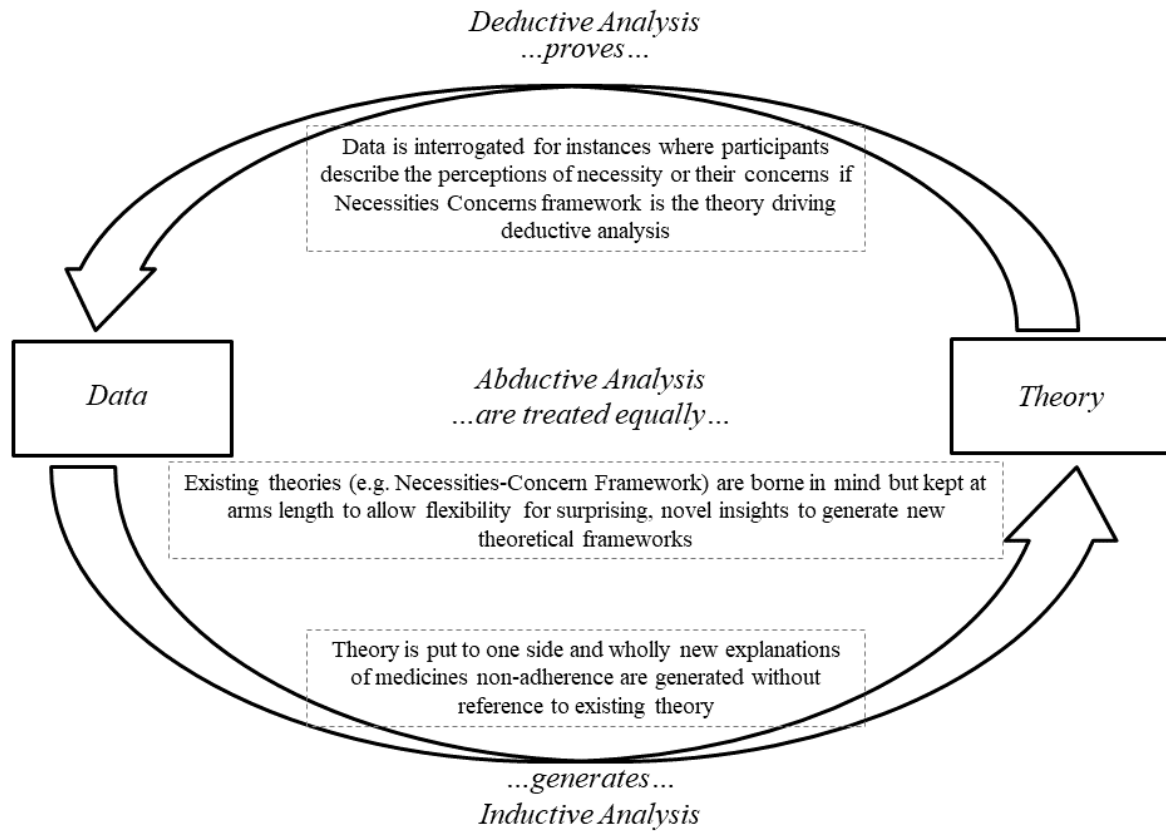 Deductive Analysis
…proves…
Data is interrogated for instances where participants
describe the perceptions of necessity or their concerns if
Necessities Concerns framework is the theory driving
deductive analysis
Data
Abductive Analysis
…are treated equally…
Theory
Existing theories (e.g. Necessities-Concern Framework) are borne in mind but kept at
arms length to allow flexibility for surprising, novel insights to generate new
theoretical frameworks
Theory is put to one side and wholly new explanations
of medicines non-adherence are generated without
reference to existing theory
…generates…
Inductive Analysis